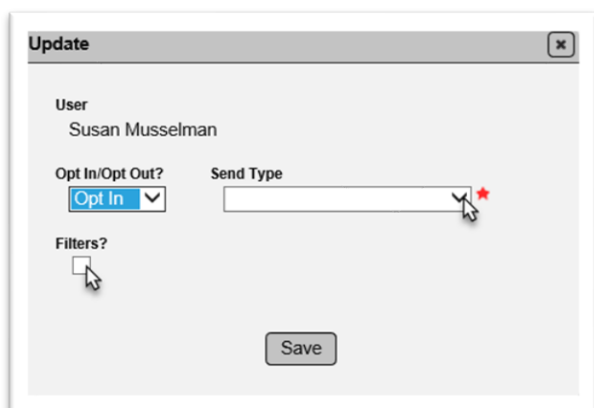 Update
User
Susan Musselman
Opt In/Opt Out? Send Type
Opt In
Filters?
Save